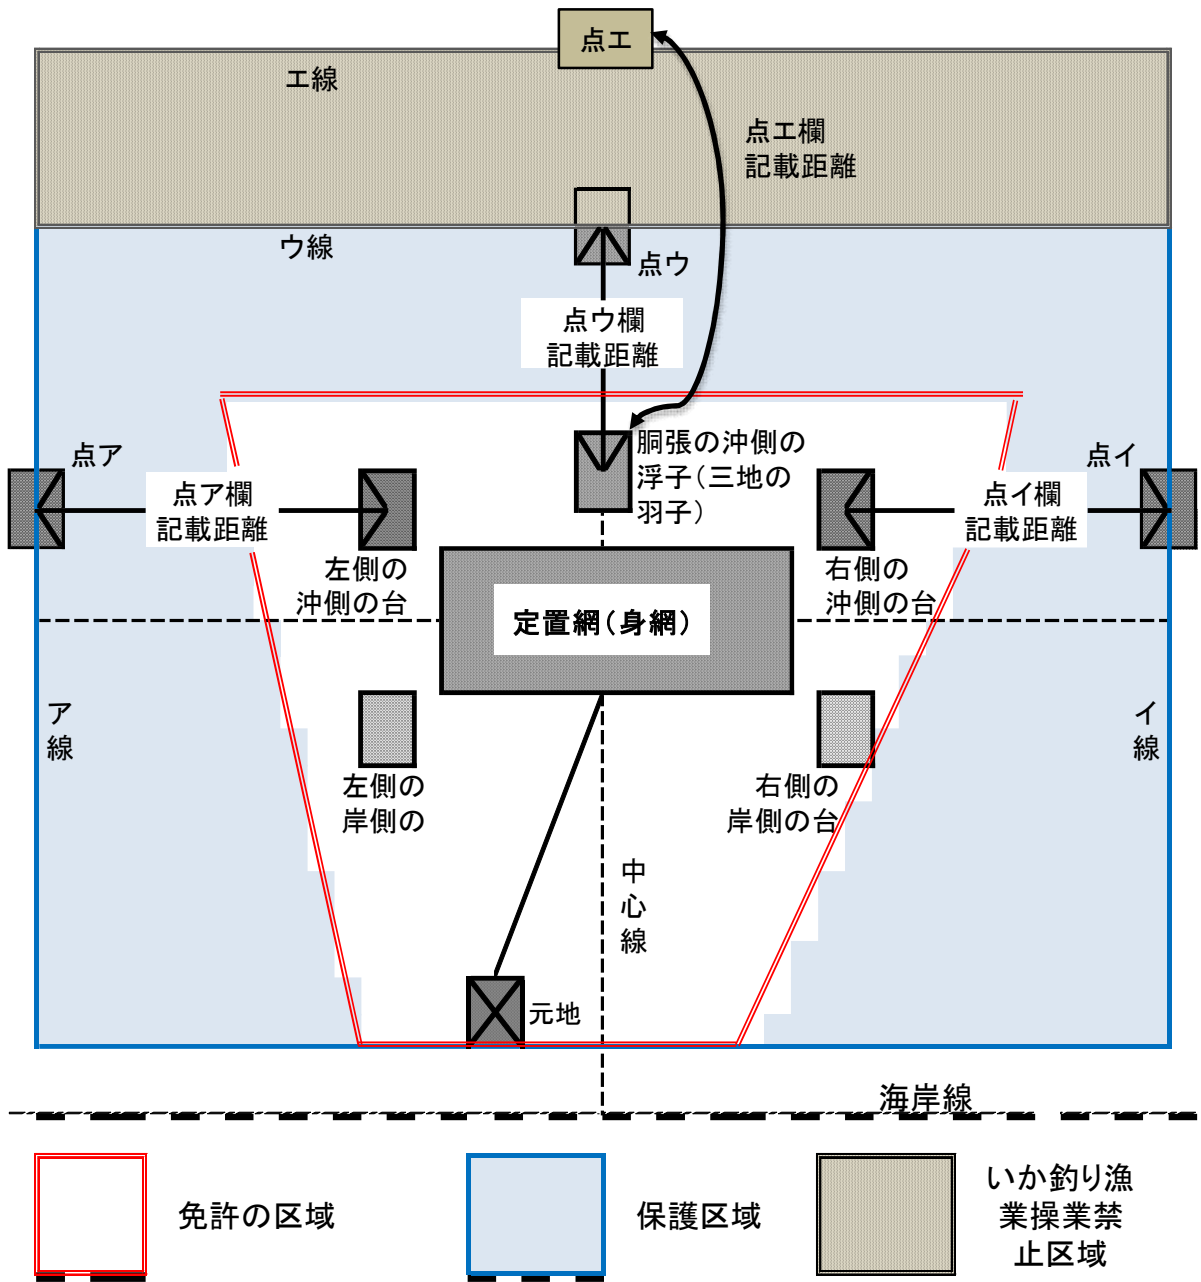 点エ
エ線
点エ欄
記載距離
ウ線
点ウ
点ウ欄
記載距離
胴張の沖側の
浮子(三地の
羽子)
点ア
点ア欄
記載距離
点イ
点イ欄
記載距離
左側の
沖側の台
右側の
沖側の台
定置網(身網)
ア
線
イ
線
左側の
岸側の
右側の
岸側の台
中
心
線
元地
海岸線
免許の区域
保護区域
いか釣り漁
業操業禁
止区域